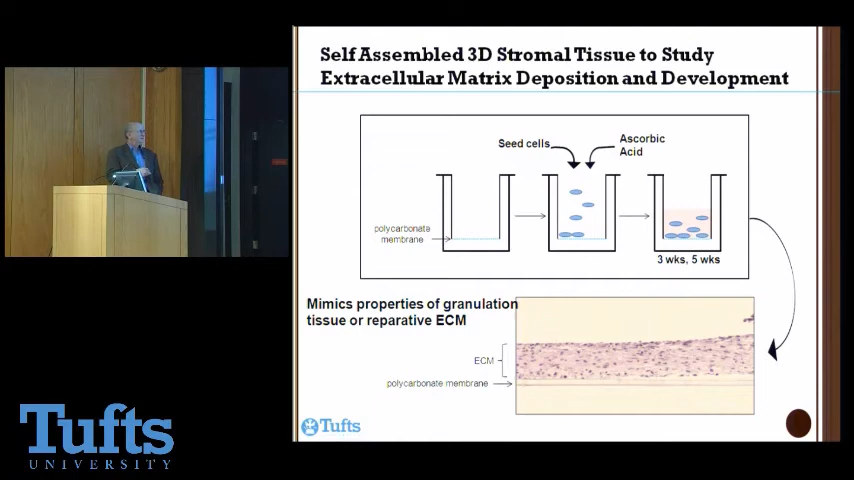 Self Assembled 3D Stromal Tissue to Study
Extracellular Matrix Deposition and Development
Seed cells
Ascorbic
Acid
polycarbonate
membrane
3 wks, 5 wks
Mimics properties of granulation
tissue or reparative ECM
ECM
polycarbonate membrane
Tufts
Tufts
UNIVERSITY